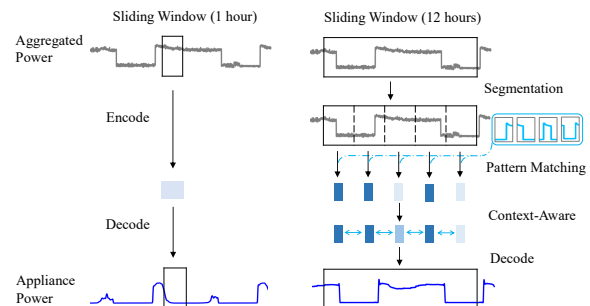 Sliding Window (1 hour)
Sliding Window (12 hours)
Aggregated
Power
Segmentation
Encode
Pattern Matching
Context-Aware
Decode
Decode
Appliance
Power